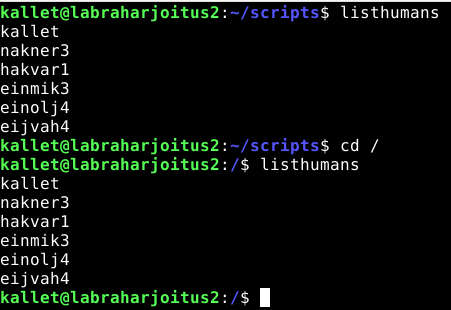 kallet@labraharjoitus2:~/scripts$ listhumans
kallet
nakner3
hakvar1
einmik3
einolj4
eijvah4
kallet@labraharjoitus2:~/scripts$ cd /
kallet@labraharjoitus2:/$ listhumans
kallet
nakner3
hakvar1
einmik3
einolj4
eijvah4
kallet@labraharjoitus2:/$